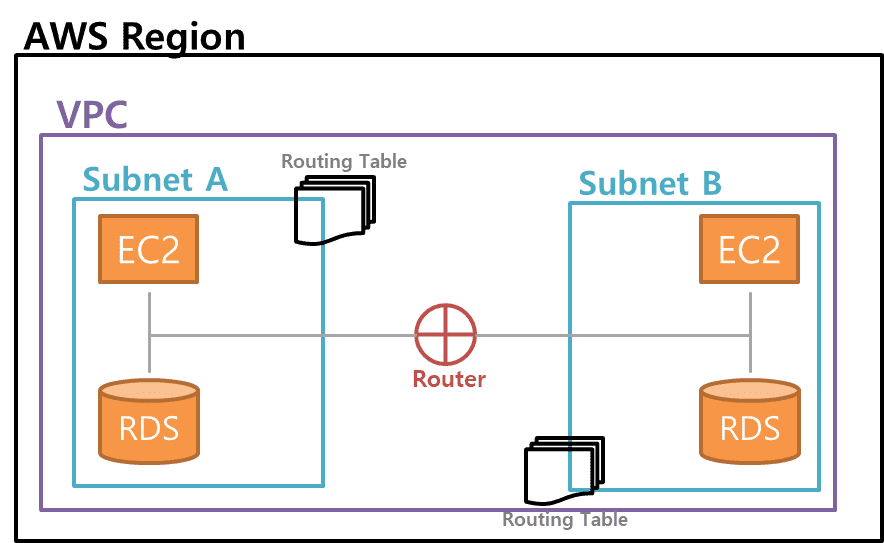 AWS Region
VPC
Routing Table
Subnet A
Subnet B
EC2
EC2
Router
RDS
RDS
Routing Table